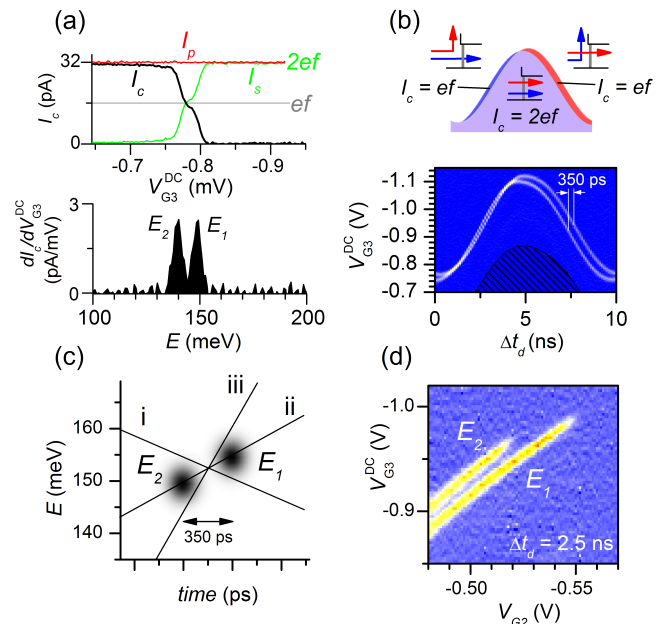 (a)
32
I_p
2ef
I_c
I_s
ef
I_c (pA)
0
-0.7 -0.8 -0.9
V_G3^DC (mV)
3
E_2 E_1
dI_c/dV_G3^DC
(pA/mV)
0
100 150 200
E (meV)
(b)
I_c = ef
I_c = ef
I_c = 2ef
-1.1
350 ps
-1.0
V_G3^DC (V)
-0.9
-0.8
-0.7
0 5 10
Δt_d (ns)
(c)
iii
i
ii
160
E (meV)
150
E_2
E_1
140
350 ps
time (ps)
(d)
-1.0
V_G3^DC (V)
E_2
E_1
-0.9
Δt_d = 2.5 ns
-0.50 -0.55
V_G2 (V)